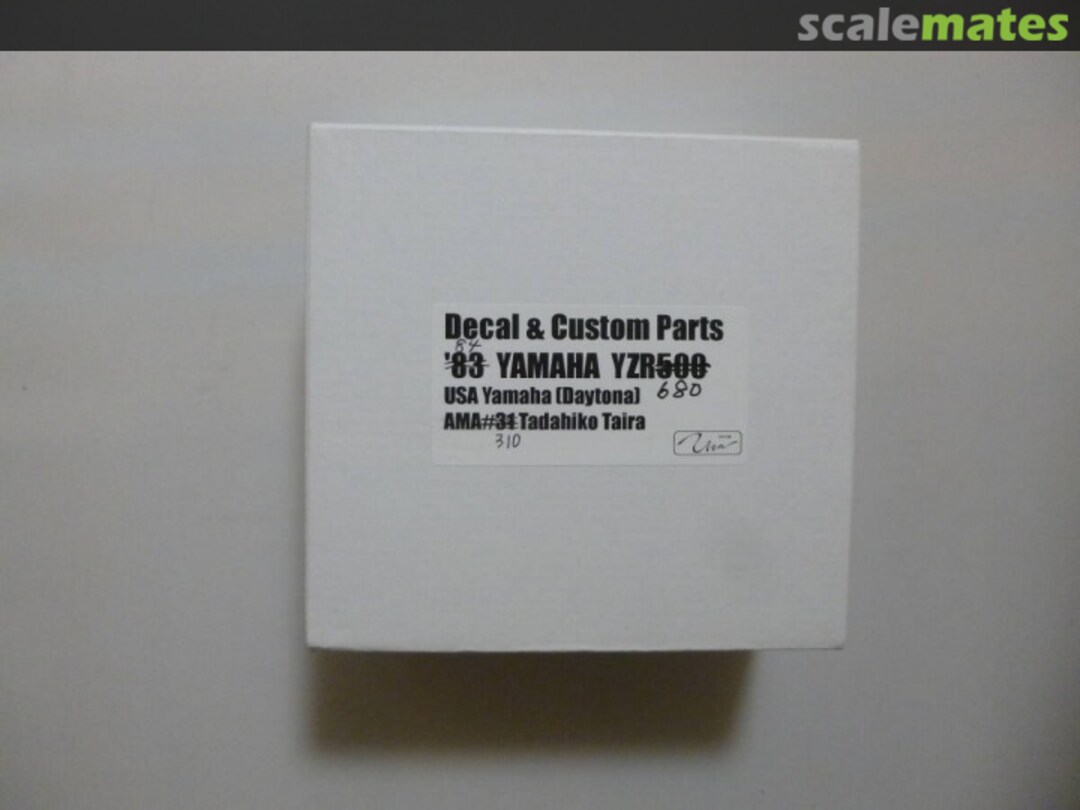 scalemates
Decal & Custom Parts
84
'83 YAMAHA YZR500
680
USA Yamaha (Daytona)
AMA#31 Tadahiko Taira
310